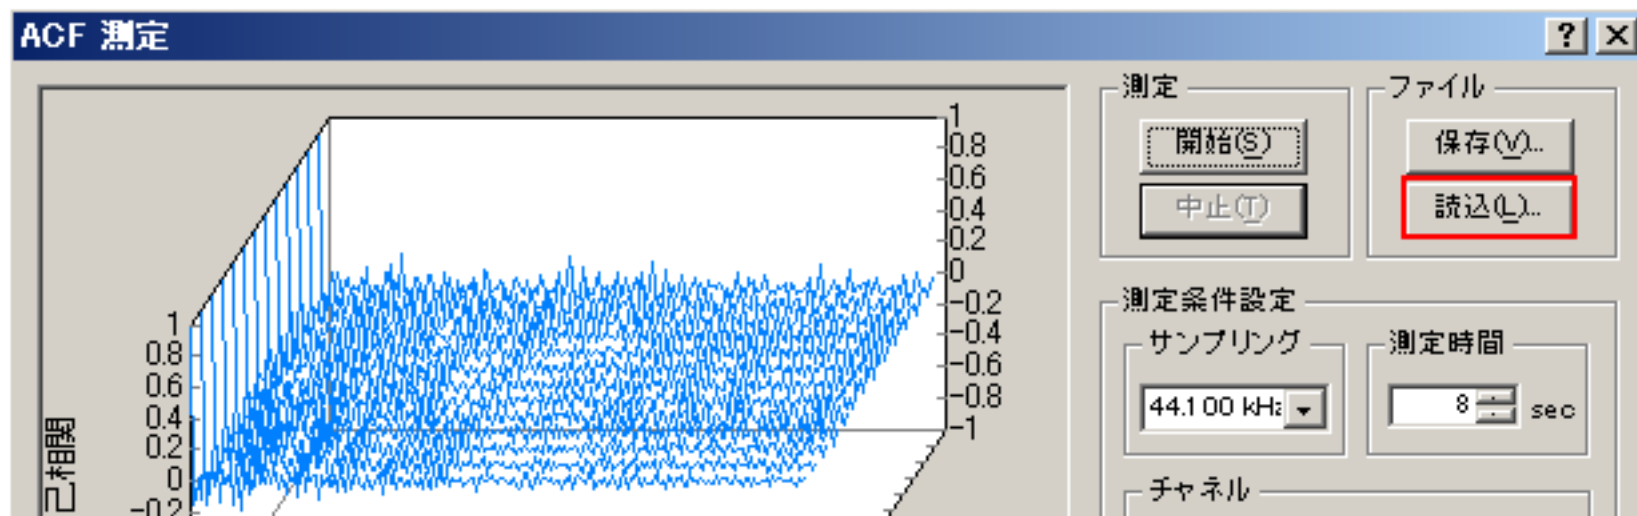 ACF 測定
測定
開始(S)
中止(T)
ファイル
保存(V)...
読込(L)...
測定条件設定
サンプリング
44.100 kHz
測定時間
8 sec
チャネル
1
0.8
0.6
0.4
0.2
0
-0.2
-0.4
-0.6
-0.8
-1
1
0.8
0.6
0.4
0.2
0
-0.2
己相関